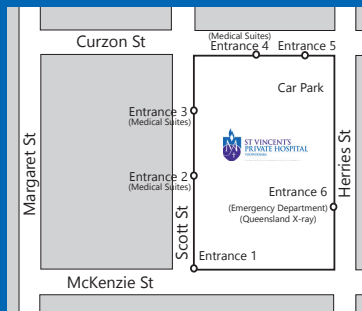 Curzon St
(Medical Suites)
Entrance 4
Entrance 5
Car Park
Entrance 3
(Medical Suites)
ST VINCENT'S
PRIVATE HOSPITAL
TOOWOOMBA
Margaret St
Herries St
Entrance 2
(Medical Suites)
Entrance 6
(Emergency Department)
(Queensland X-ray)
Scott St
Entrance 1
McKenzie St